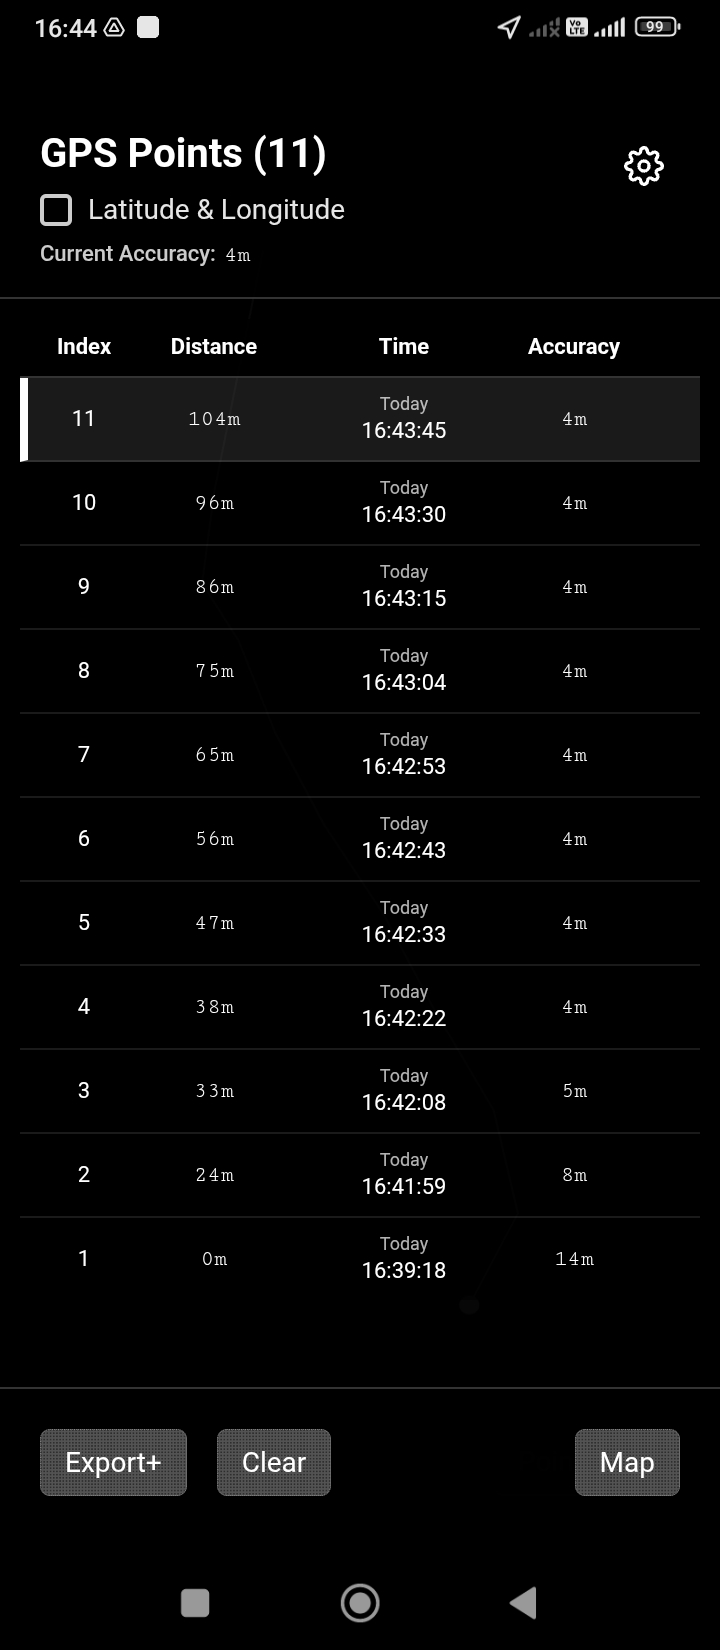 16:44 Vo LTE 99
GPS Points (11)
Latitude & Longitude
Current Accuracy: 4m
Index Distance Time Accuracy
11 104m Today 16:43:45 4m
10 96m Today 16:43:30 4m
9 86m Today 16:43:15 4m
8 75m Today 16:43:04 4m
7 65m Today 16:42:53 4m
6 56m Today 16:42:43 4m
5 47m Today 16:42:33 4m
4 38m Today 16:42:22 4m
3 33m Today 16:42:08 5m
2 24m Today 16:41:59 8m
1 0m Today 16:39:18 14m
Export+ Clear Map